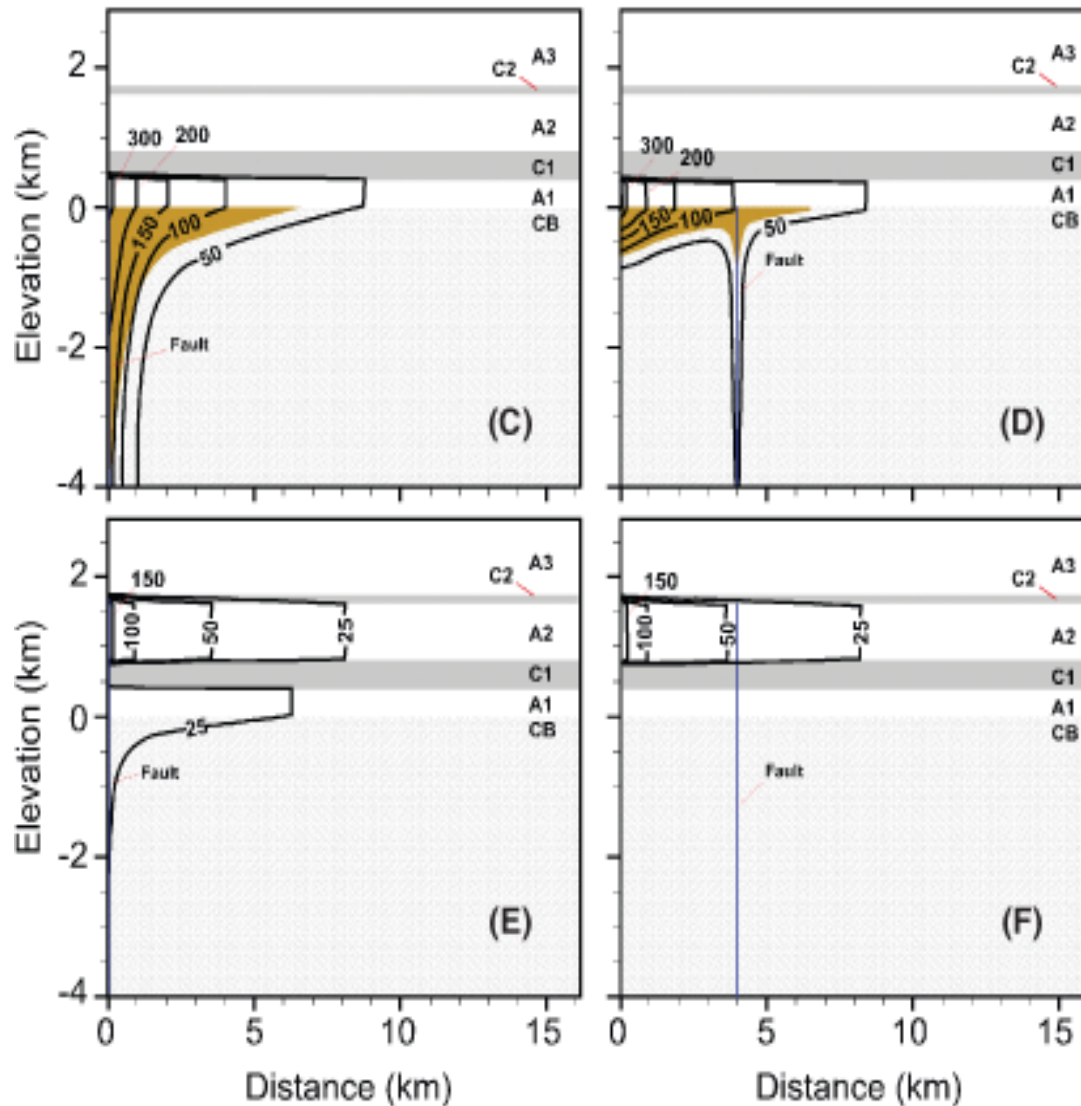 Elevation (km)
2
0
-2
-4
A3
C2
A2
300
200
C1
A1
CB
150
100
50
Fault
(C)
A3
C2
A2
300
200
C1
A1
CB
150
100
50
Fault
(D)
Elevation (km)
2
0
-2
-4
A3
C2
150
A2
100
50
25
C1
A1
CB
25
Fault
(E)
0
5
10
15
Distance (km)
A3
C2
150
A2
100
50
25
C1
A1
CB
Fault
(F)
0
5
10
15
Distance (km)